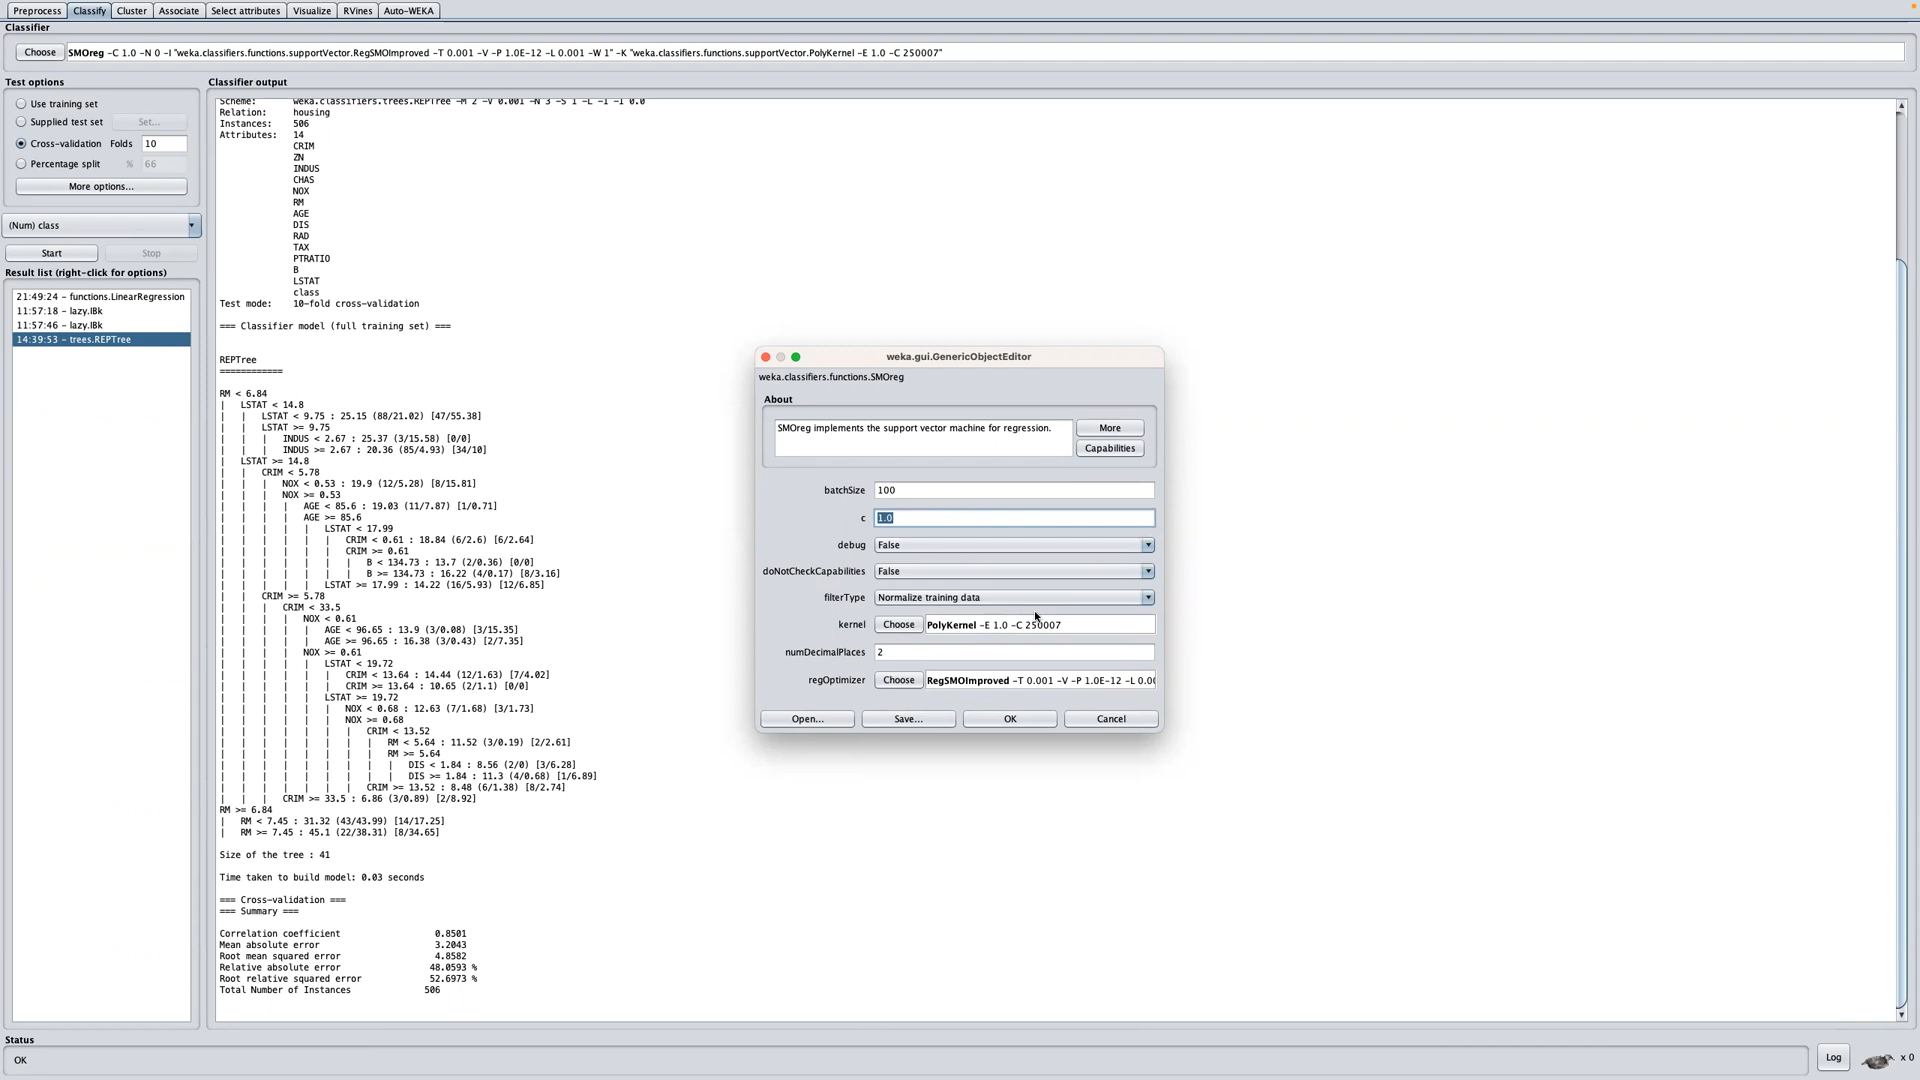 Preprocess Classify Cluster Associate Select attributes Visualize RVines Auto-WEKA
Classifier
Choose SMOreg -C 1.0 -N 0 -I "weka.classifiers.functions.supportVector.RegSMOImproved -T 0.001 -V -P 1.0E-12 -L 0.001 -W 1" -K "weka.classifiers.functions.supportVector.PolyKernel -E 1.0 -C 250007"
Test options
Use training set
Supplied test set Set...
Cross-validation Folds 10
Percentage split % 66
More options...
(Num) class
Start Stop
Result list (right-click for options)
21:49:24 - functions.LinearRegression
11:57:18 - lazy.IBk
11:57:46 - lazy.IBk
14:39:53 - trees.REPTree
Classifier output
Scheme: weka.classifiers.trees.REPTree -M 2 -V 0.001 -N 3 -S 1 -L -1 -I 0.0
Relation: housing
Instances: 506
Attributes: 14
CRIM
ZN
INDUS
CHAS
NOX
RM
AGE
DIS
RAD
TAX
PTRATIO
B
LSTAT
class
Test mode: 10-fold cross-validation
=== Classifier model (full training set) ===
REPTree
============
RM < 6.84
| LSTAT < 14.8
| | LSTAT < 9.75 : 25.15 (88/21.02) [47/55.38]
| | LSTAT >= 9.75
| | | INDUS < 2.67 : 25.37 (3/15.58) [0/0]
| | | INDUS >= 2.67 : 20.36 (85/4.93) [34/10]
| LSTAT >= 14.8
| | CRIM < 5.78
| | | NOX < 0.53 : 19.9 (12/5.28) [8/15.81]
| | | NOX >= 0.53
| | | | AGE < 85.6 : 19.03 (11/7.87) [1/0.71]
| | | | AGE >= 85.6
| | | | | LSTAT < 17.99
| | | | | | CRIM < 0.61 : 18.84 (6/2.6) [6/2.64]
| | | | | | CRIM >= 0.61
| | | | | | | B < 134.73 : 13.7 (2/0.36) [0/0]
| | | | | | | B >= 134.73 : 16.22 (4/0.17) [8/3.16]
| | | | | LSTAT >= 17.99 : 14.22 (16/5.93) [12/6.85]
| | CRIM >= 5.78
| | | CRIM < 33.5
| | | | NOX < 0.61
| | | | | AGE < 96.65 : 13.9 (3/0.08) [3/15.35]
| | | | | AGE >= 96.65 : 16.38 (3/0.43) [2/7.35]
| | | | NOX >= 0.61
| | | | | LSTAT < 19.72
| | | | | | CRIM < 13.64 : 14.44 (12/1.63) [7/4.02]
| | | | | | CRIM >= 13.64 : 10.65 (2/1.1) [0/0]
| | | | | LSTAT >= 19.72
| | | | | | NOX < 0.68 : 12.63 (7/1.68) [3/1.73]
| | | | | | NOX >= 0.68
| | | | | | | CRIM < 13.52
| | | | | | | | RM < 5.64 : 11.52 (3/0.19) [2/2.61]
| | | | | | | | RM >= 5.64
| | | | | | | | | DIS < 1.84 : 8.56 (2/0) [3/6.28]
| | | | | | | | | DIS >= 1.84 : 11.3 (4/0.68) [1/6.89]
| | | | | | | CRIM >= 13.52 : 8.48 (6/1.38) [8/2.74]
| | | CRIM >= 33.5 : 6.86 (3/0.89) [2/8.92]
RM >= 6.84
| RM < 7.45 : 31.32 (43/43.99) [14/17.25]
| RM >= 7.45 : 45.1 (22/38.31) [8/34.65]
Size of the tree : 41
Time taken to build model: 0.03 seconds
=== Cross-validation ===
=== Summary ===
Correlation coefficient 0.8501
Mean absolute error 3.2043
Root mean squared error 4.8582
Relative absolute error 48.0593 %
Root relative squared error 52.6973 %
Total Number of Instances 506
weka.gui.GenericObjectEditor
weka.classifiers.functions.SMOreg
About
SMOreg implements the support vector machine for regression. More
Capabilities
batchSize 100
c 1.0
debug False
doNotCheckCapabilities False
filterType Normalize training data
kernel Choose PolyKernel -E 1.0 -C 250007
numDecimalPlaces 2
regOptimizer Choose RegSMOImproved -T 0.001 -V -P 1.0E-12 -L 0.00
Open... Save... OK Cancel
Status
OK Log x 0